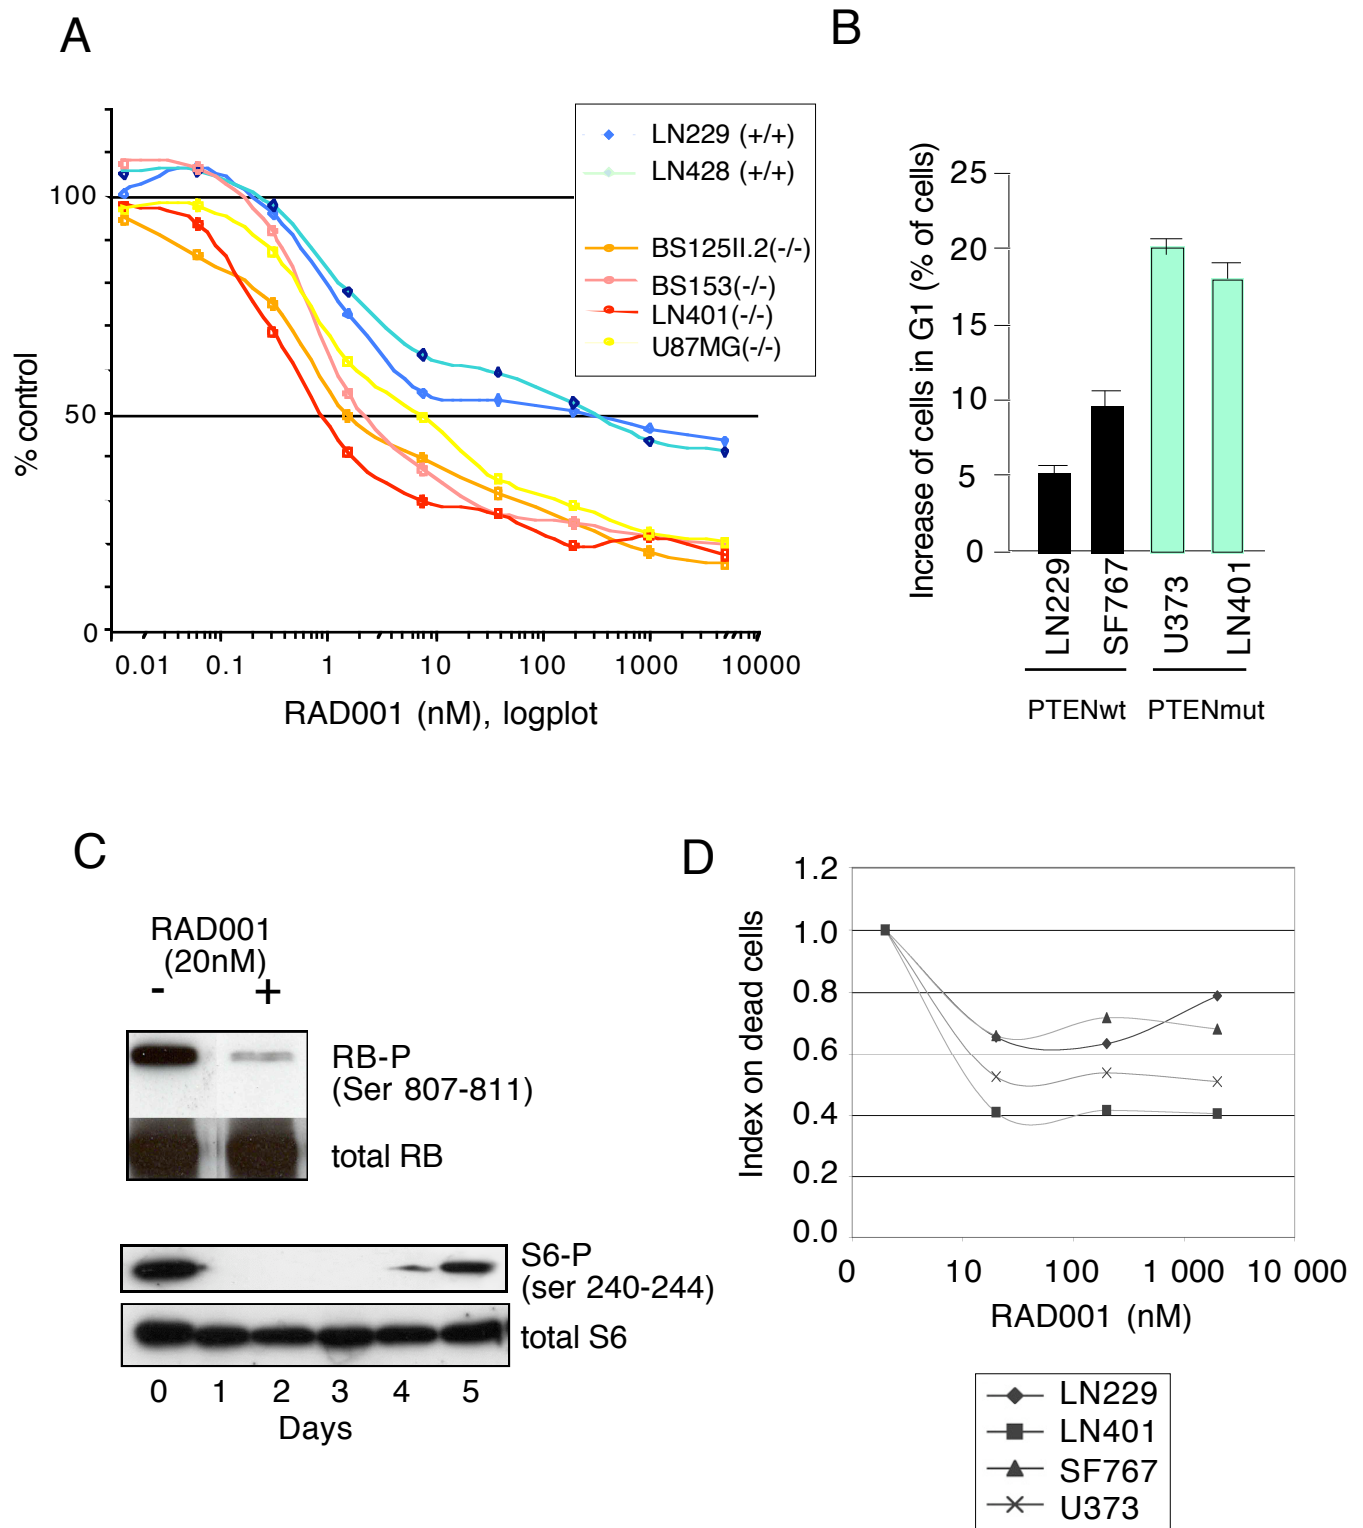 A
LN229 (+/+)
LN428 (+/+)
BS125II.2(-/-)
BS153(-/-)
LN401(-/-)
U87MG(-/-)
100
50
0
% control
0.01 0.1 1 10 100 1000 10000
RAD001 (nM), logplot
B
Increase of cells in G1 (% of cells)
25
20
15
10
5
0
LN229 SF767 U373 LN401
PTENwt PTENmut
C
RAD001
(20nM)
- +
RB-P
(Ser 807-811)
total RB
S6-P
(ser 240-244)
total S6
0 1 2 3 4 5
Days
D
Index on dead cells
1.2
1.0
0.8
0.6
0.4
0.2
0.0
0 10 100 1 000 10 000
RAD001 (nM)
LN229
LN401
SF767
U373